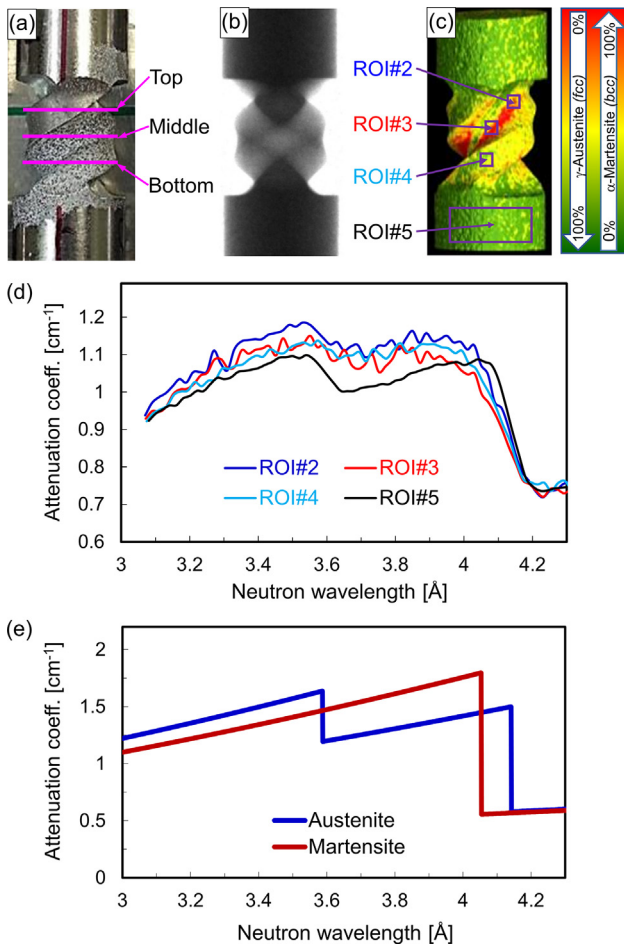 (a)
Top
Middle
Bottom
(b)
(c)
ROI#2
ROI#3
ROI#4
ROI#5
0%
γ-Austenite (fcc)
100%
100%
α-Martensite (bcc)
0%
(d)
Attenuation coeff. [cm⁻¹]
1.2
1.1
1
0.9
0.8
0.7
0.6
ROI#2
ROI#3
ROI#4
ROI#5
3
3.2
3.4
3.6
3.8
4
4.2
Neutron wavelength [Å]
(e)
Attenuation coeff. [cm⁻¹]
2
1.5
1
0.5
0
Austenite
Martensite
3
3.2
3.4
3.6
3.8
4
4.2
Neutron wavelength [Å]